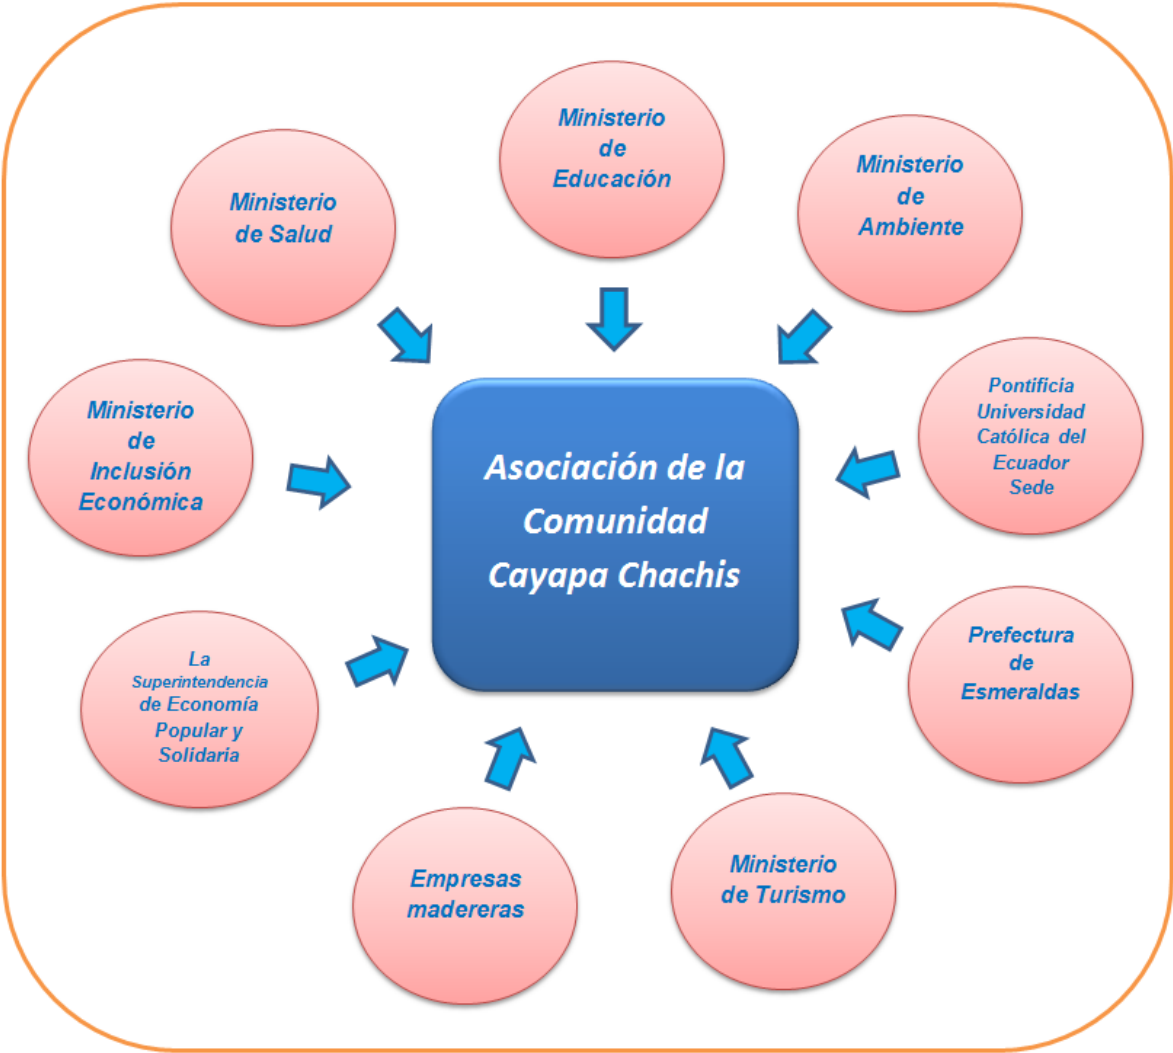 Ministerio
de
Educación
Ministerio
de
Ambiente
Ministerio
de Salud
Pontificia
Universidad
Católica del
Ecuador
Sede
Ministerio
de
Inclusión
Económica
Asociación de la
Comunidad
Cayapa Chachis
Prefectura
de
Esmeraldas
La
Superintendencia
de Economía
Popular y
Solidaria
Ministerio
de Turismo
Empresas
madereras